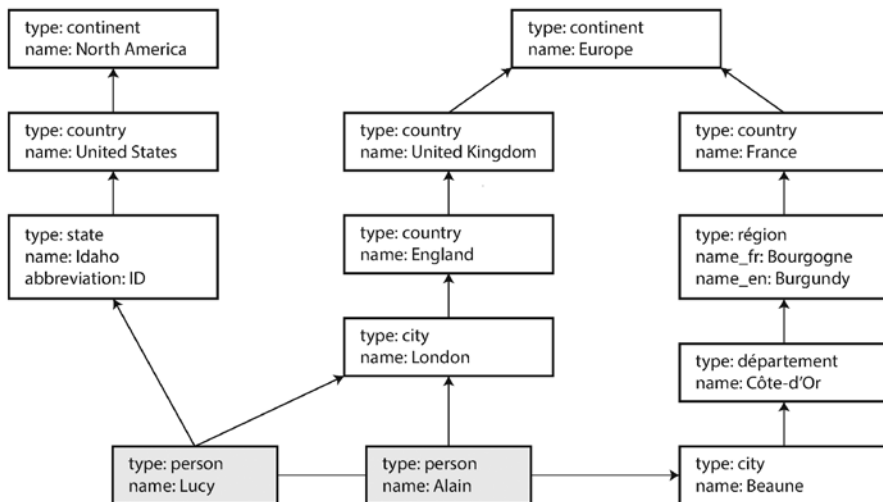 type: continent
name: North America
type: continent
name: Europe
type: country
name: United States
type: country
name: United Kingdom
type: country
name: France
type: state
name: Idaho
abbreviation: ID
type: country
name: England
type: région
name_fr: Bourgogne
name_en: Burgundy
type: city
name: London
type: département
name: Côte-d'Or
type: person
name: Lucy
type: person
name: Alain
type: city
name: Beaune